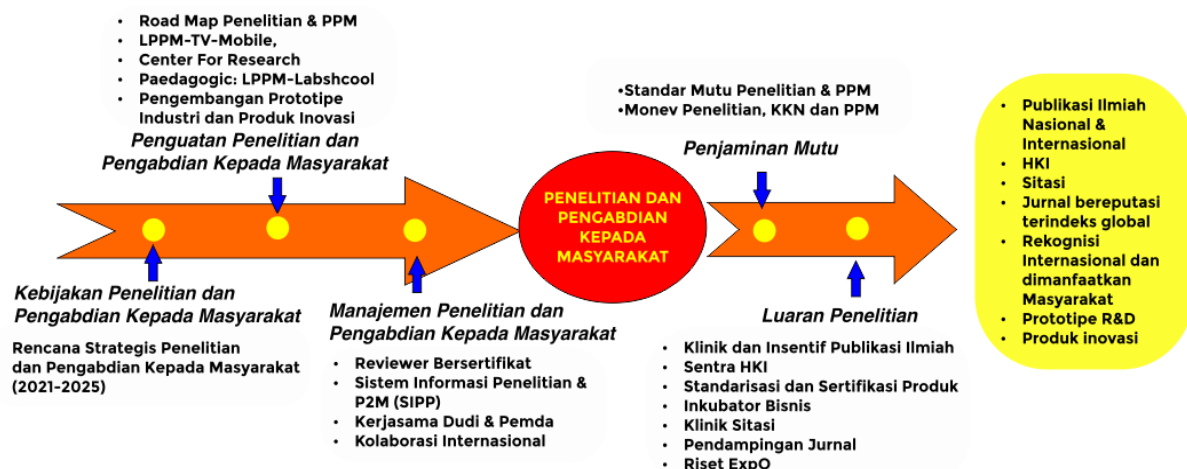 • Road Map Penelitian & PPM
• LPPM-TV-Mobile,
• Center For Research
• Paedagogic: LPPM-Labshcool
• Pengembangan Prototipe
Industri dan Produk Inovasi
Penguatan Penelitian dan
Pengabdian Kepada Masyarakat
Kebijakan Penelitian dan
Pengabdian Kepada Masyarakat
Rencana Strategis Penelitian
dan Pengabdian Kepada Masyarakat
(2021-2025)
Manajemen Penelitian dan
Pengabdian Kepada Masyarakat
• Reviewer Bersertifikat
• Sistem Informasi Penelitian &
P2M (SIPP)
• Kerjasama Dudi & Pemda
• Kolaborasi Internasional
PENELITIAN DAN
PENGABDIAN
KEPADA
MASYARAKAT
•Standar Mutu Penelitian & PPM
•Monev Penelitian, KKN dan PPM
Penjaminan Mutu
Luaran Penelitian
• Klinik dan Insentif Publikasi Ilmiah
• Sentra HKI
• Standarisasi dan Sertifikasi Produk
• Inkubator Bisnis
• Klinik Sitasi
• Pendampingan Jurnal
• Riset ExpO
• Publikasi Ilmiah
Nasional &
Internasional
• HKI
• Sitasi
• Jurnal bereputasi
terindeks global
• Rekognisi
Internasional dan
dimanfaatkan
Masyarakat
• Prototipe R&D
• Produk inovasi